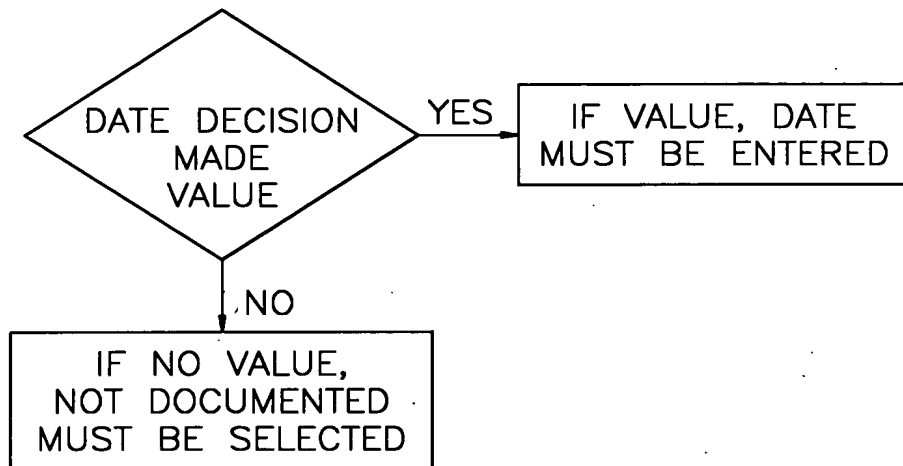 DATE DECISION
MADE
VALUE
YES
IF VALUE, DATE
MUST BE ENTERED
NO
IF NO VALUE,
NOT DOCUMENTED
MUST BE SELECTED